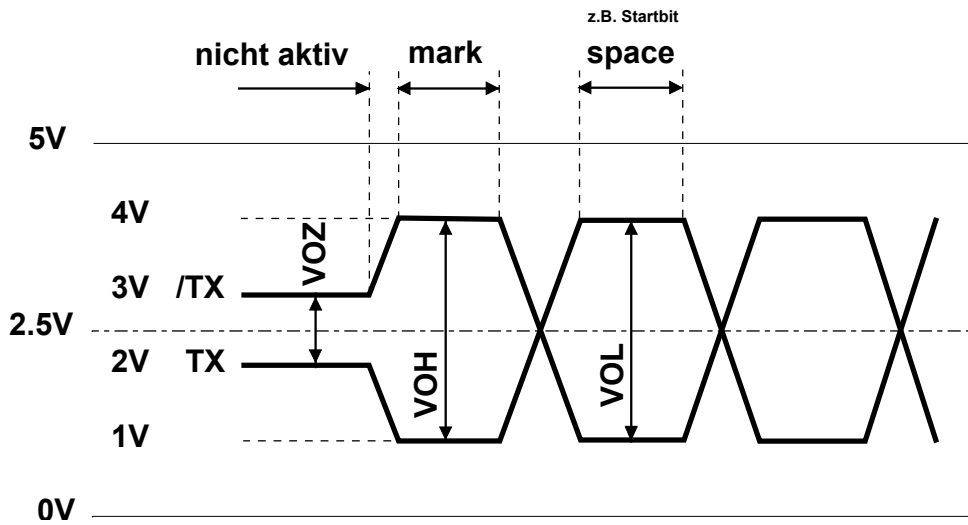 z.B. Startbit
nicht aktiv
mark
space
5V
4V
VOZ
3V /TX
2.5V
2V TX
VOH
VOL
1V
0V